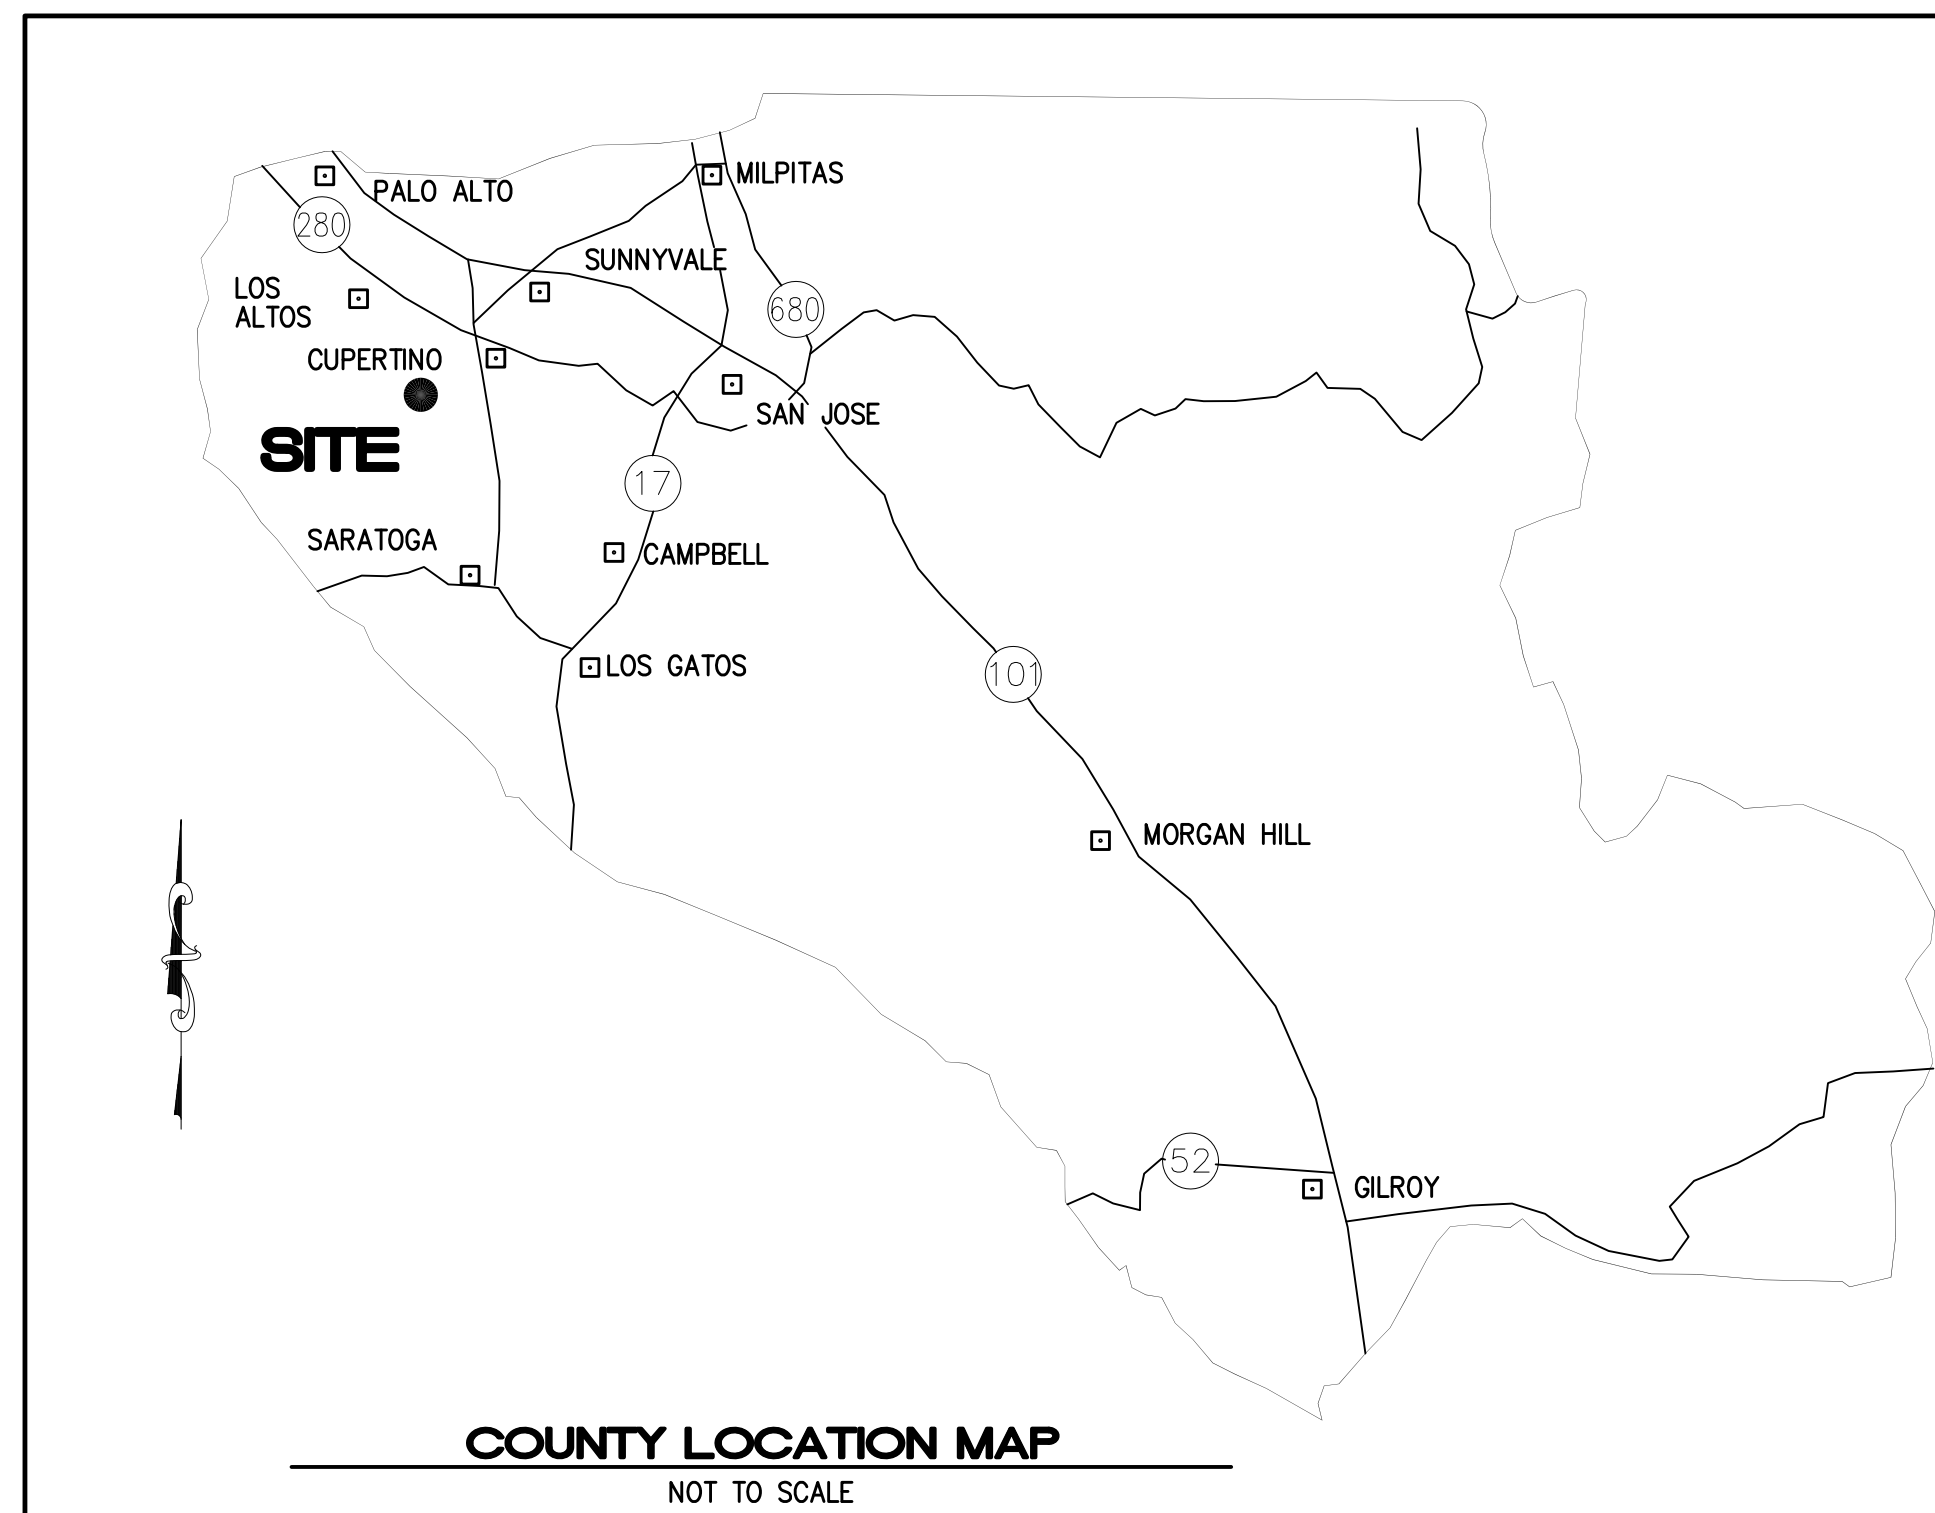 MILPITAS
PALO ALTO
280
SUNNYVALE
LOS
ALTOS
680
CUPERTINO
SAN JOSE
SITE
17
SARATOGA
CAMPBELL
LOS GATOS
101
MORGAN HILL
52
GILROY
COUNTY LOCATION MAP
NOT TO SCALE